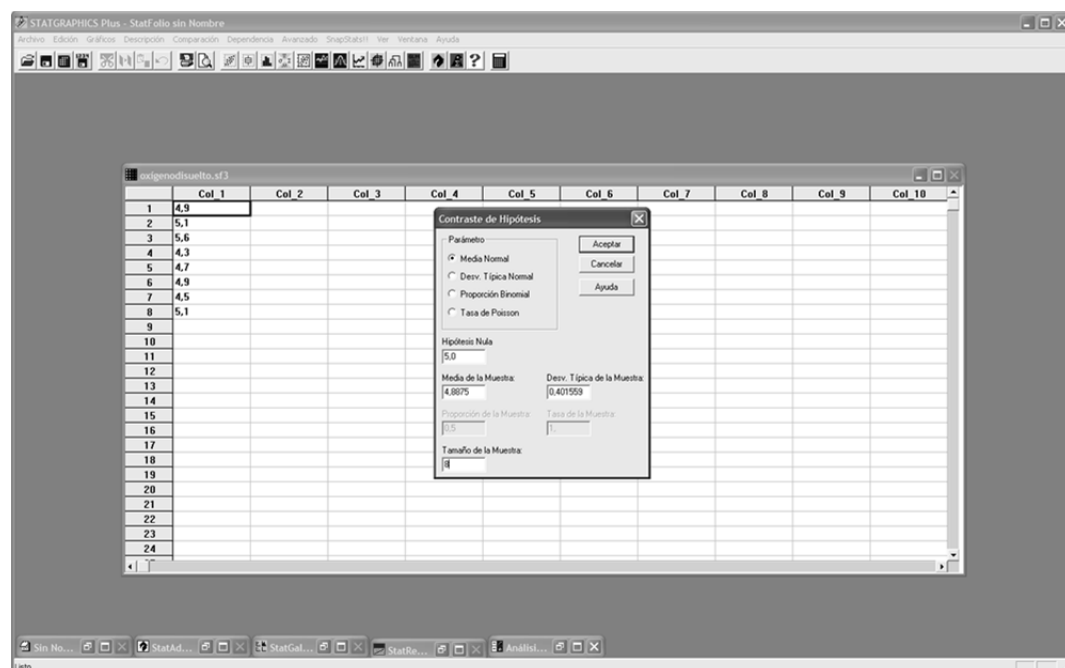 STATGRAPHICS Plus - StatFolio sin Nombre
Archivo Edición Gráficos Descripción Comparación Dependencia Avanzado SnapStats!! Ver Ventana Ayuda
oxigenodisuelto.sf3
Col_1 Col_2 Col_3 Col_4 Col_5 Col_6 Col_7 Col_8 Col_9 Col_10
1 4,9
2 5,1
3 5,6
4 4,3
5 4,7
6 4,9
7 4,5
8 5,1
9
10
11
12
13
14
15
16
17
18
19
20
21
22
23
24
Contraste de Hipótesis
Parámetro
Media Normal
Desv. Típica Normal
Proporción Binomial
Tasa de Poisson
Aceptar
Cancelar
Ayuda
Hipótesis Nula
5,0
Media de la Muestra: Desv. Típica de la Muestra:
4,8875 0,401559
Proporción de la Muestra: Tasa de la Muestra:
0,5 1,
Tamaño de la Muestra:
8
Sin No... StatAd... StatGal... StatRe... Análisi...
Listo